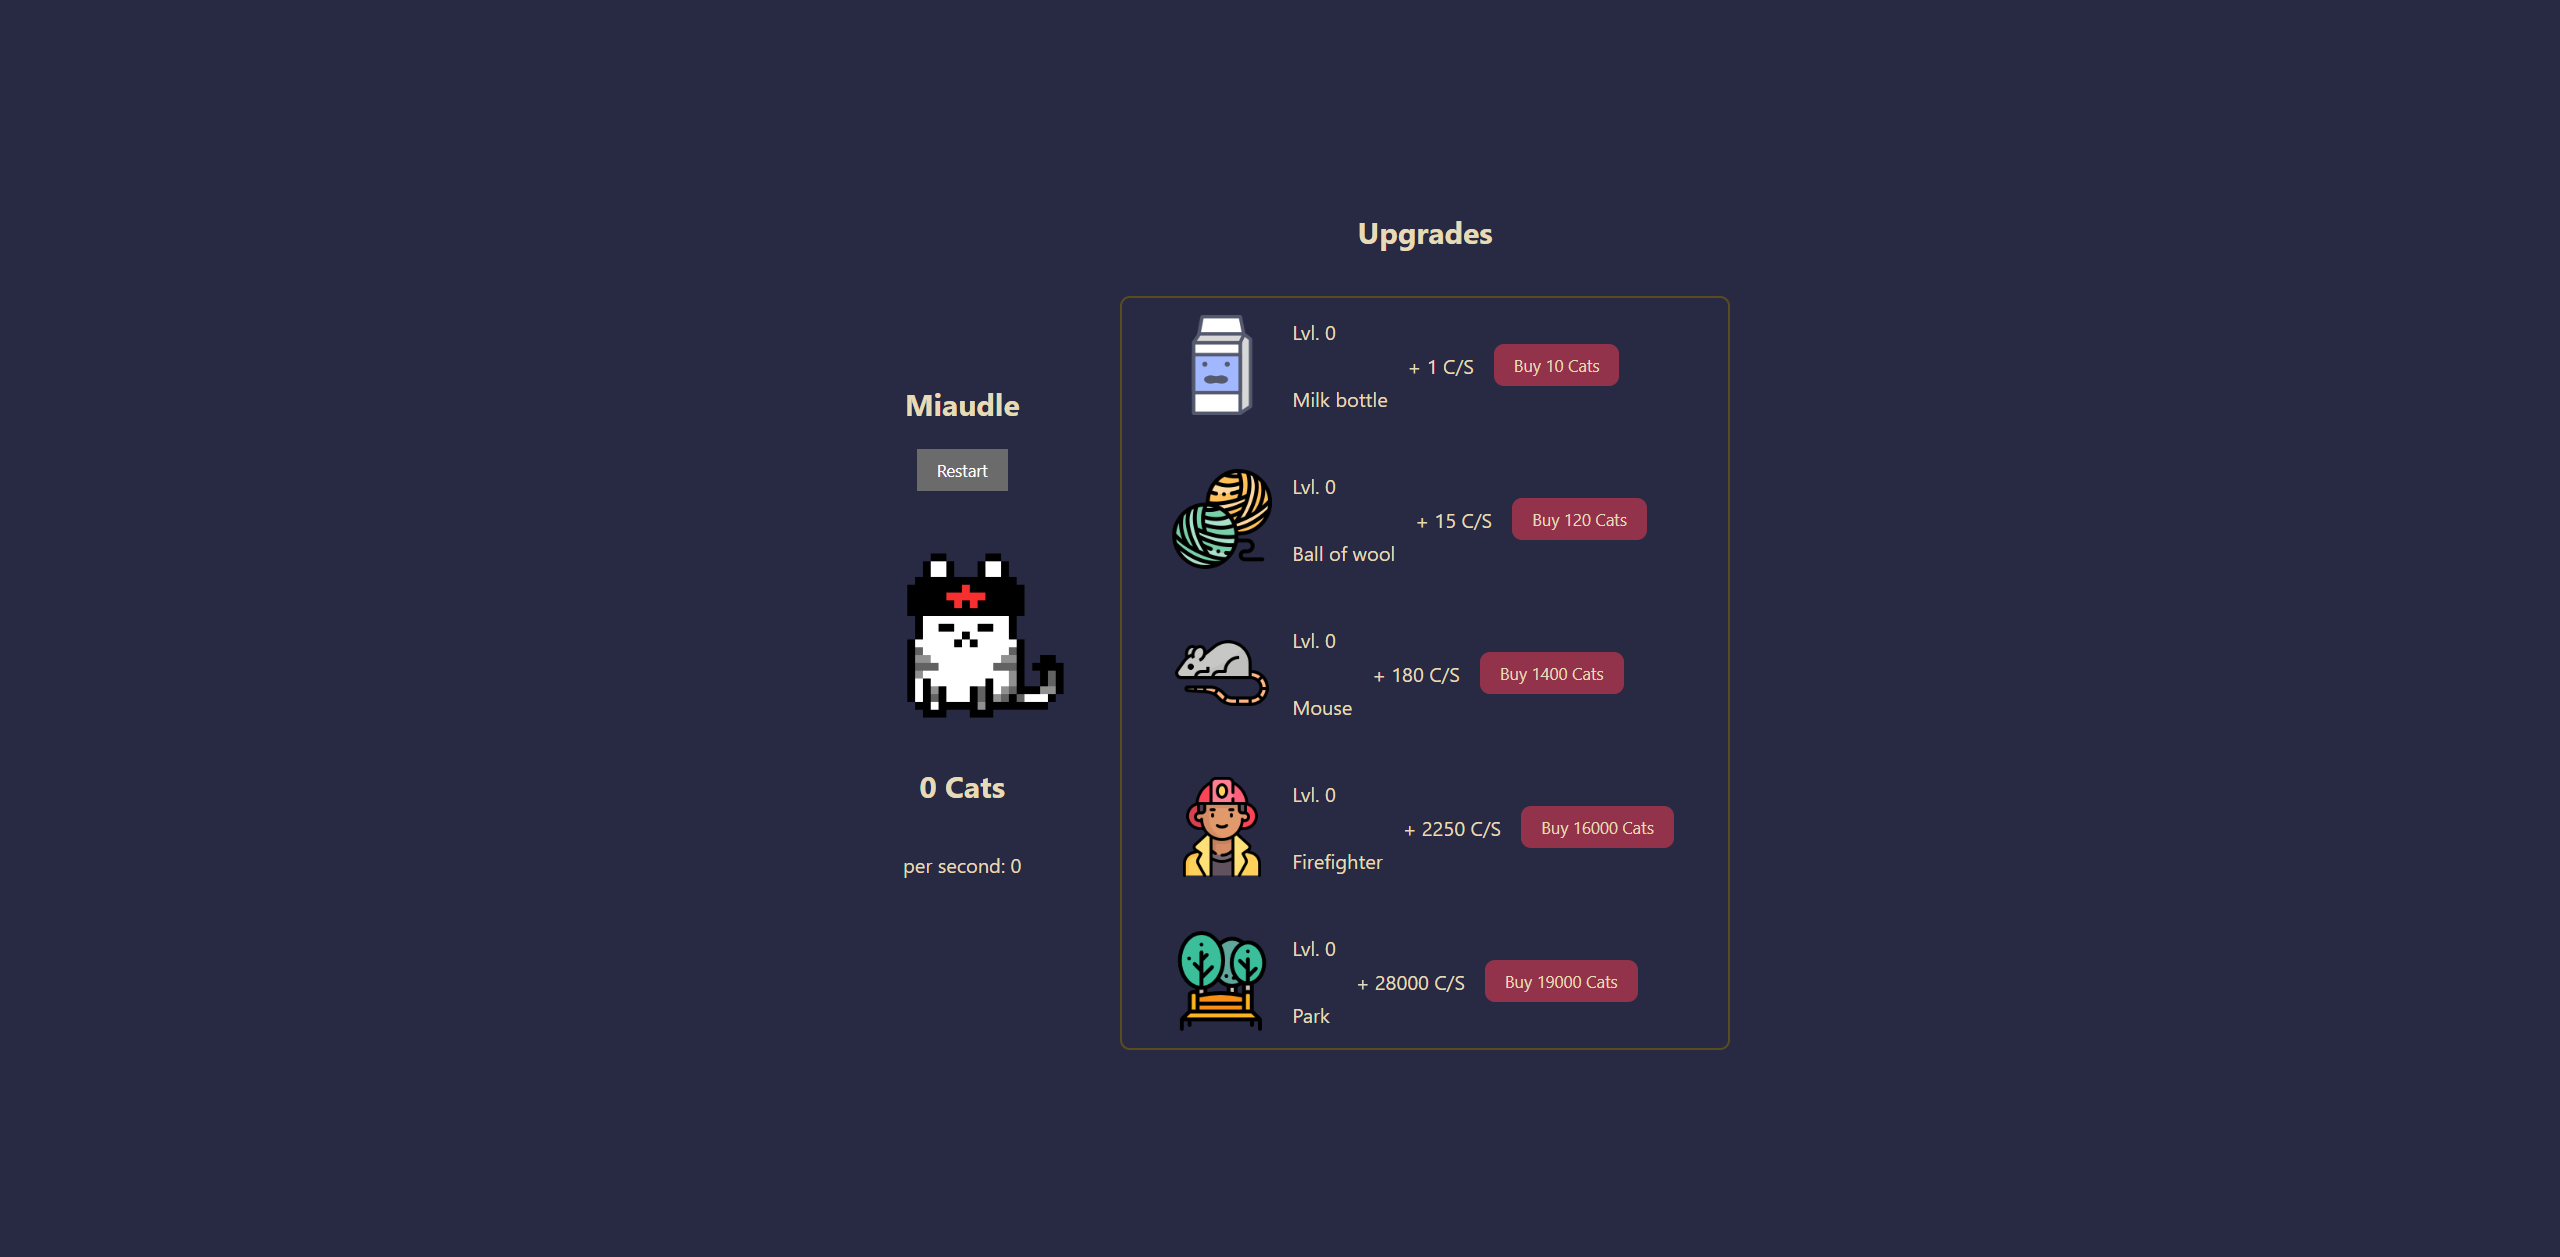 Miaudle
Restart
0 Cats
per second: 0
Upgrades
Lvl. 0
Milk bottle
+ 1 C/S
Buy 10 Cats
Lvl. 0
Ball of wool
+ 15 C/S
Buy 120 Cats
Lvl. 0
Mouse
+ 180 C/S
Buy 1400 Cats
Lvl. 0
Firefighter
+ 2250 C/S
Buy 16000 Cats
Lvl. 0
Park
+ 28000 C/S
Buy 19000 Cats